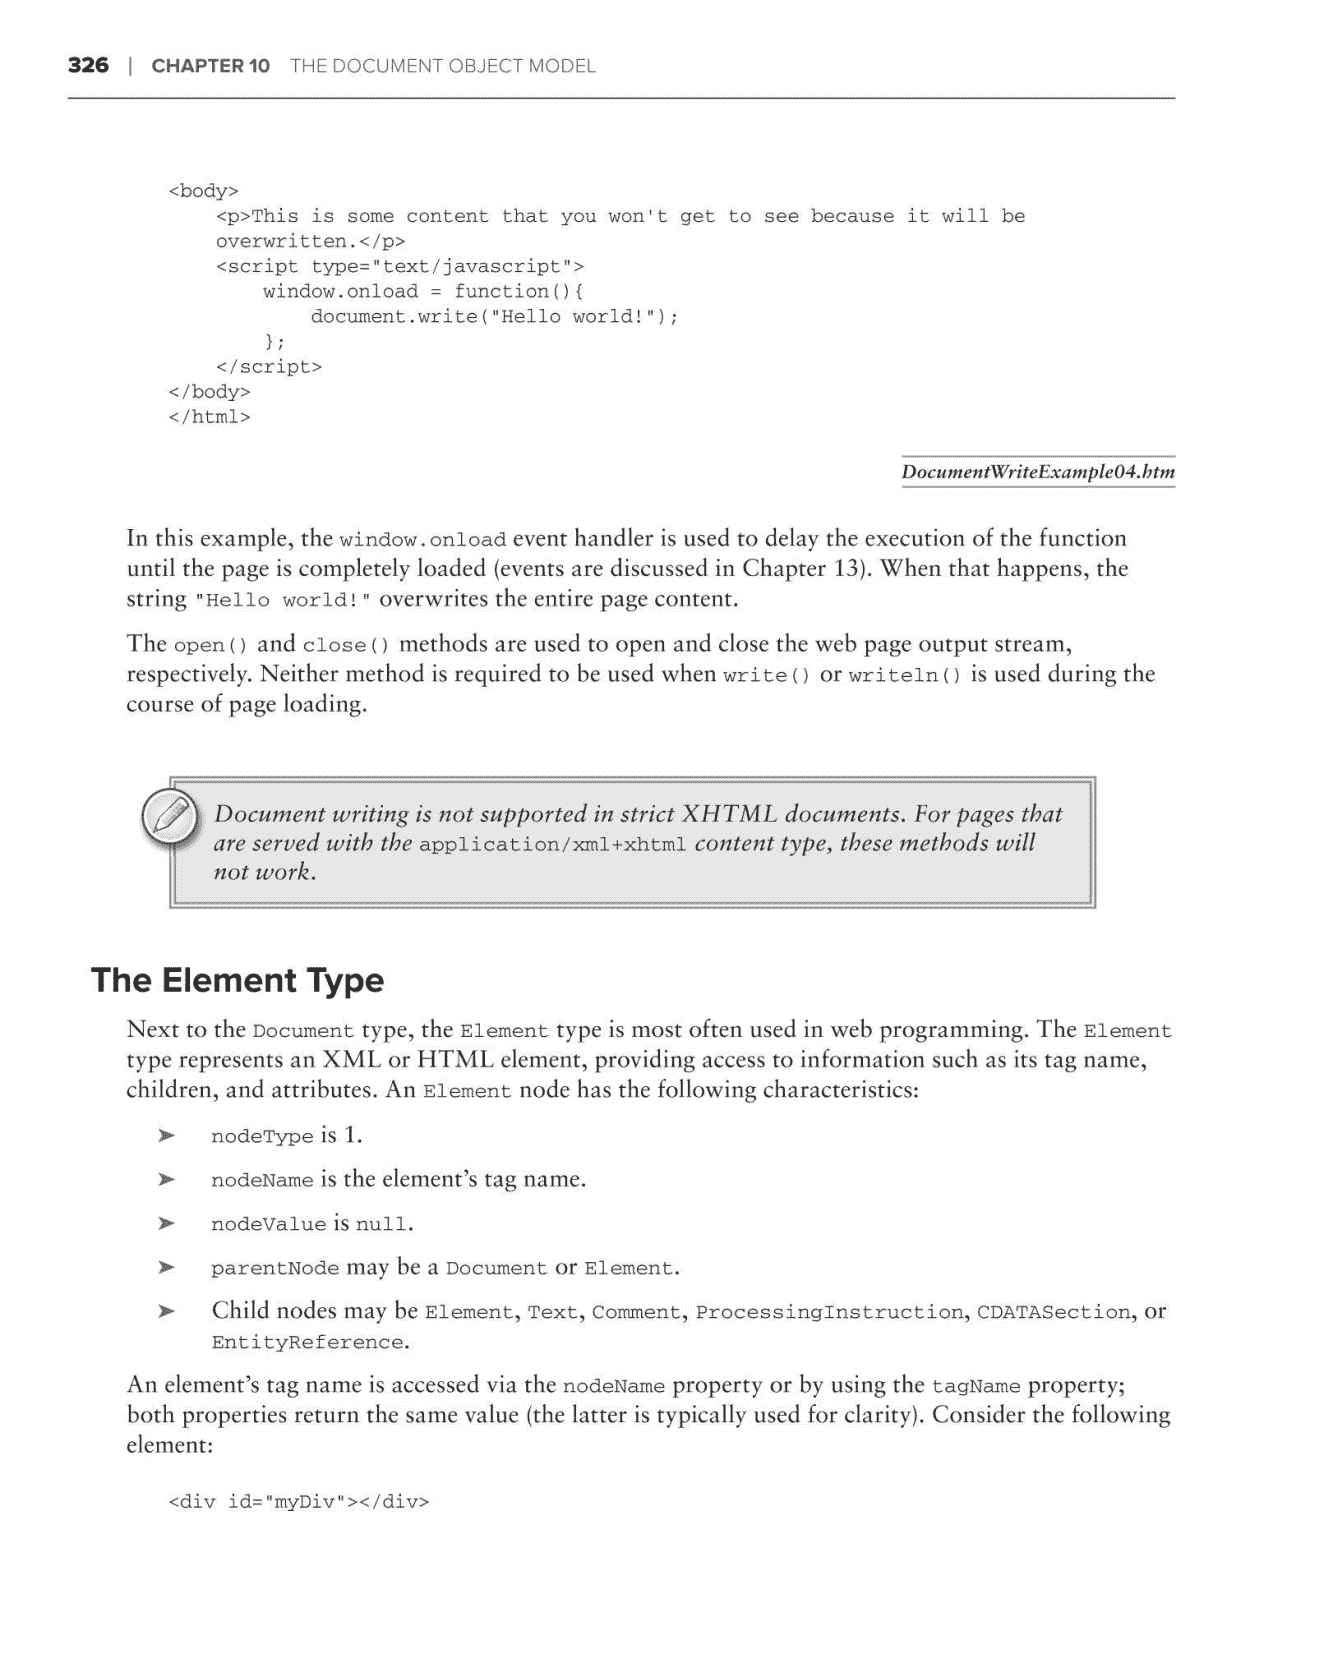 326 | CHAPTER 10 THE DOCUMENT OBJECT MODEL
<body>
<p>This is some content that you won't get to see because it will be
overwritten.</p>
<script type="text/javascript">
window.onload = function(){
document.write("Hello world!");
};
</script>
</body>
</html>
DocumentWriteExample04.htm
In this example, the window.onload event handler is used to delay the execution of the function
until the page is completely loaded (events are discussed in Chapter 13). When that happens, the
string "Hello world!" overwrites the entire page content.
The open() and close() methods are used to open and close the web page output stream,
respectively. Neither method is required to be used when write() or writeln() is used during the
course of page loading.
Document writing is not supported in strict XHTML documents. For pages that
are served with the application/xml+xhtml content type, these methods will
not work.
The Element Type
Next to the Document type, the Element type is most often used in web programming. The Element
type represents an XML or HTML element, providing access to information such as its tag name,
children, and attributes. An Element node has the following characteristics:
➤ nodeType is 1.
➤ nodeName is the element's tag name.
➤ nodeValue is null.
➤ parentNode may be a Document or Element.
➤ Child nodes may be Element, Text, Comment, ProcessingInstruction, CDATASection, or
EntityReference.
An element's tag name is accessed via the nodeName property or by using the tagName property;
both properties return the same value (the latter is typically used for clarity). Consider the following
element:
<div id="myDiv"></div>